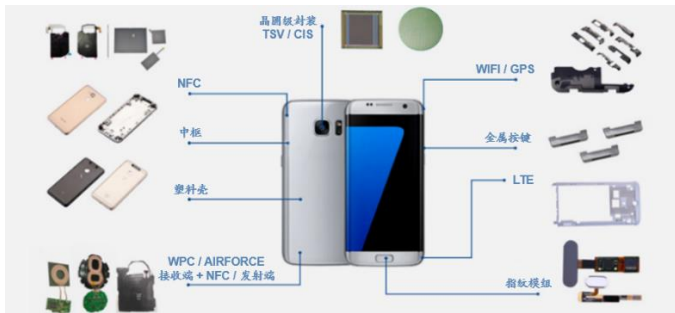 晶圆级封装
TSV / CIS
NFC
WIFI / GPS
中框
金属按键
塑料壳
LTE
WPC / AIRFORCE
接收端 + NFC / 发射端
指纹模组